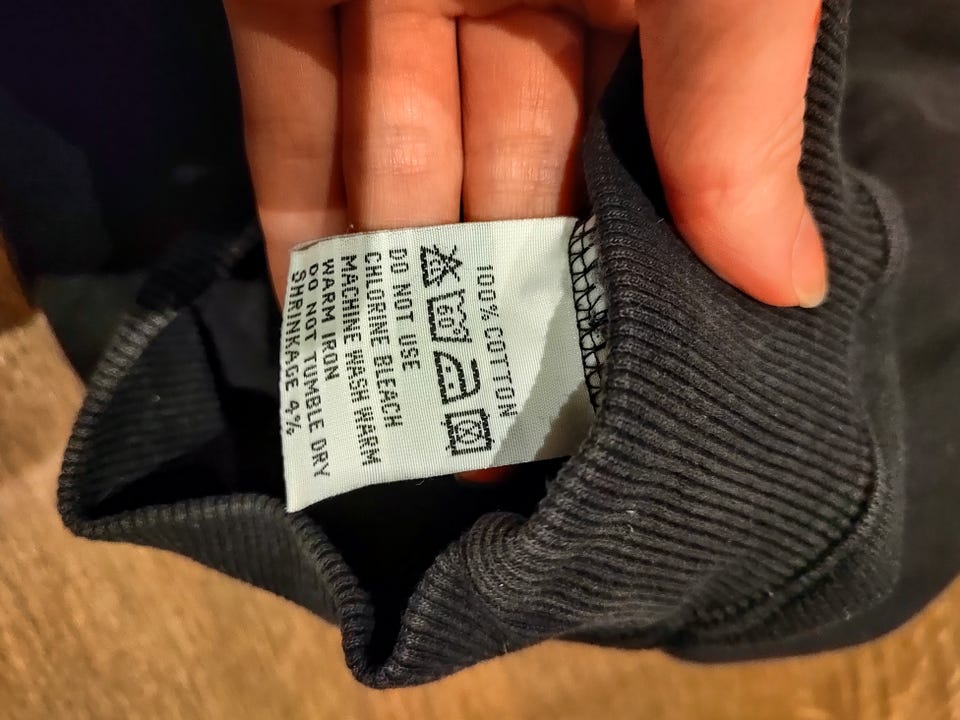 100% COTTON
DO NOT USE
CHLORINE BLEACH
MACHINE WASH WARM
WARM IRON
DO NOT TUMBLE DRY
SHRINKAGE 4%